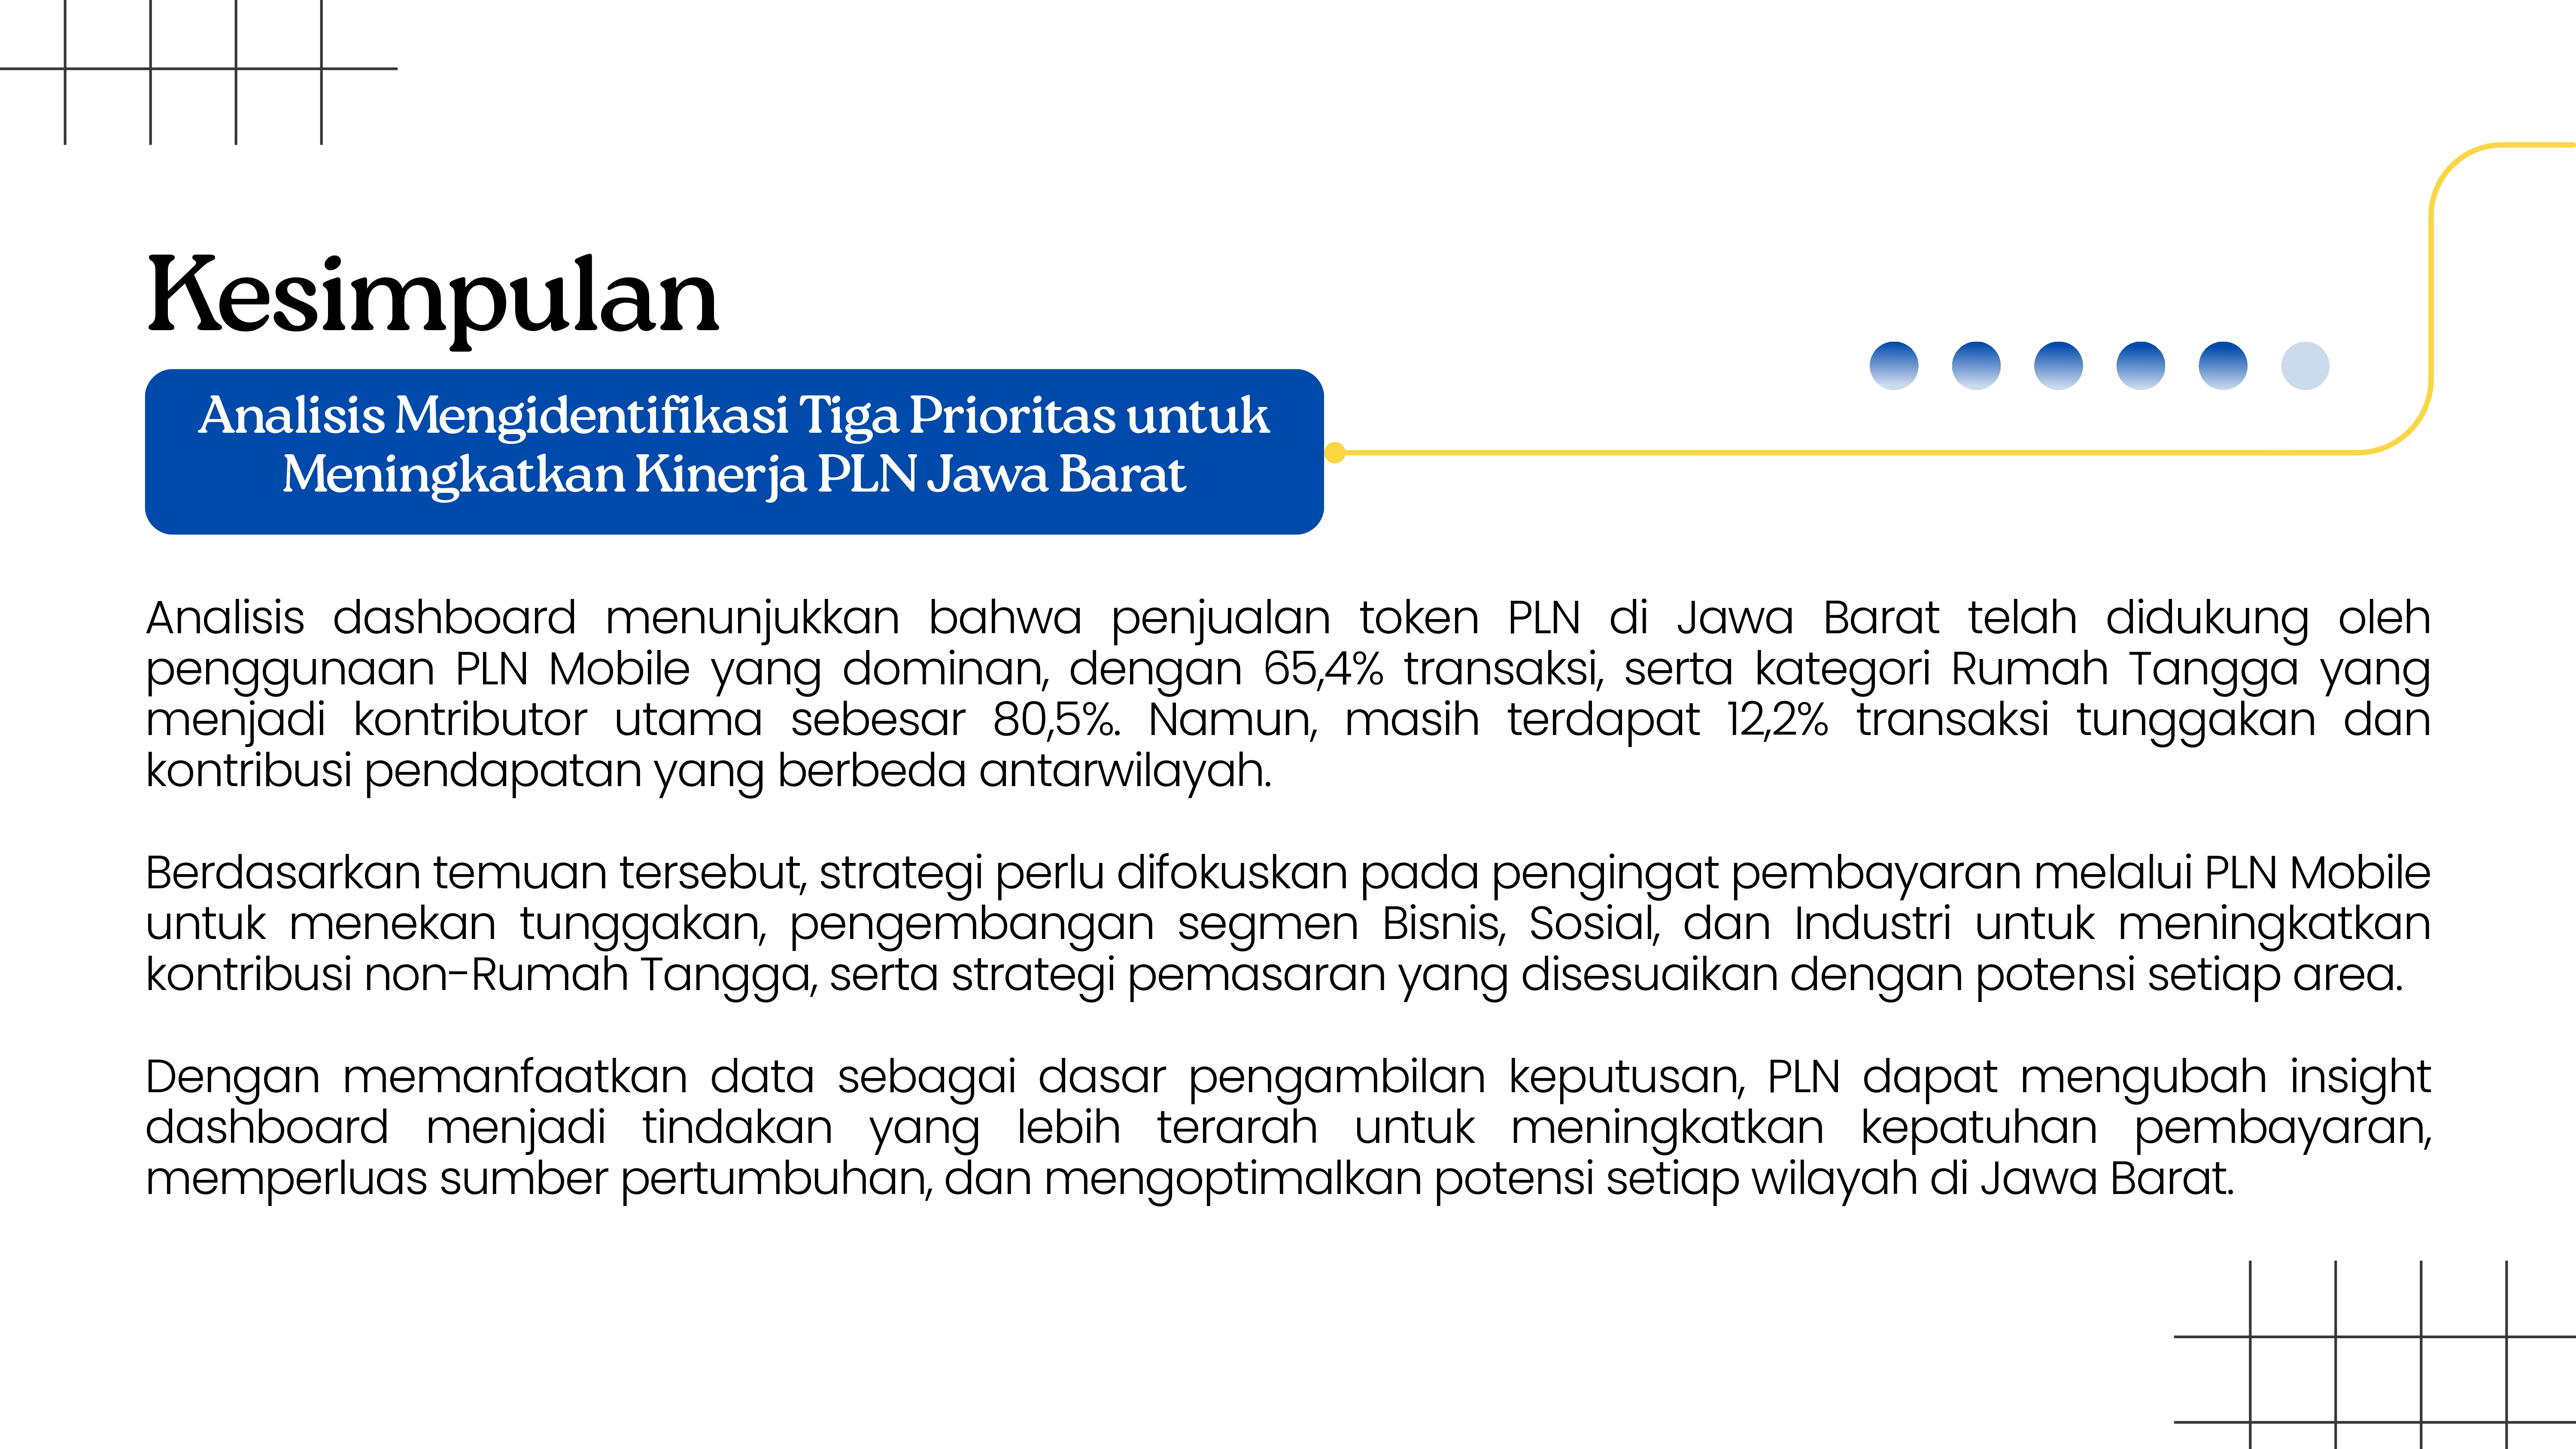 Kesimpulan
Analisis Mengidentifikasi Tiga Prioritas untuk
Meningkatkan Kinerja PLN Jawa Barat
Analisis dashboard menunjukkan bahwa penjualan token PLN di Jawa Barat telah didukung oleh
penggunaan PLN Mobile yang dominan, dengan 65,4% transaksi, serta kategori Rumah Tangga yang
menjadi kontributor utama sebesar 80,5%. Namun, masih terdapat 12,2% transaksi tunggakan dan
kontribusi pendapatan yang berbeda antarwilayah.
Berdasarkan temuan tersebut, strategi perlu difokuskan pada pengingat pembayaran melalui PLN Mobile
untuk menekan tunggakan, pengembangan segmen Bisnis, Sosial, dan Industri untuk meningkatkan
kontribusi non-Rumah Tangga, serta strategi pemasaran yang disesuaikan dengan potensi setiap area.
Dengan memanfaatkan data sebagai dasar pengambilan keputusan, PLN dapat mengubah insight
dashboard menjadi tindakan yang lebih terarah untuk meningkatkan kepatuhan pembayaran,
memperluas sumber pertumbuhan, dan mengoptimalkan potensi setiap wilayah di Jawa Barat.